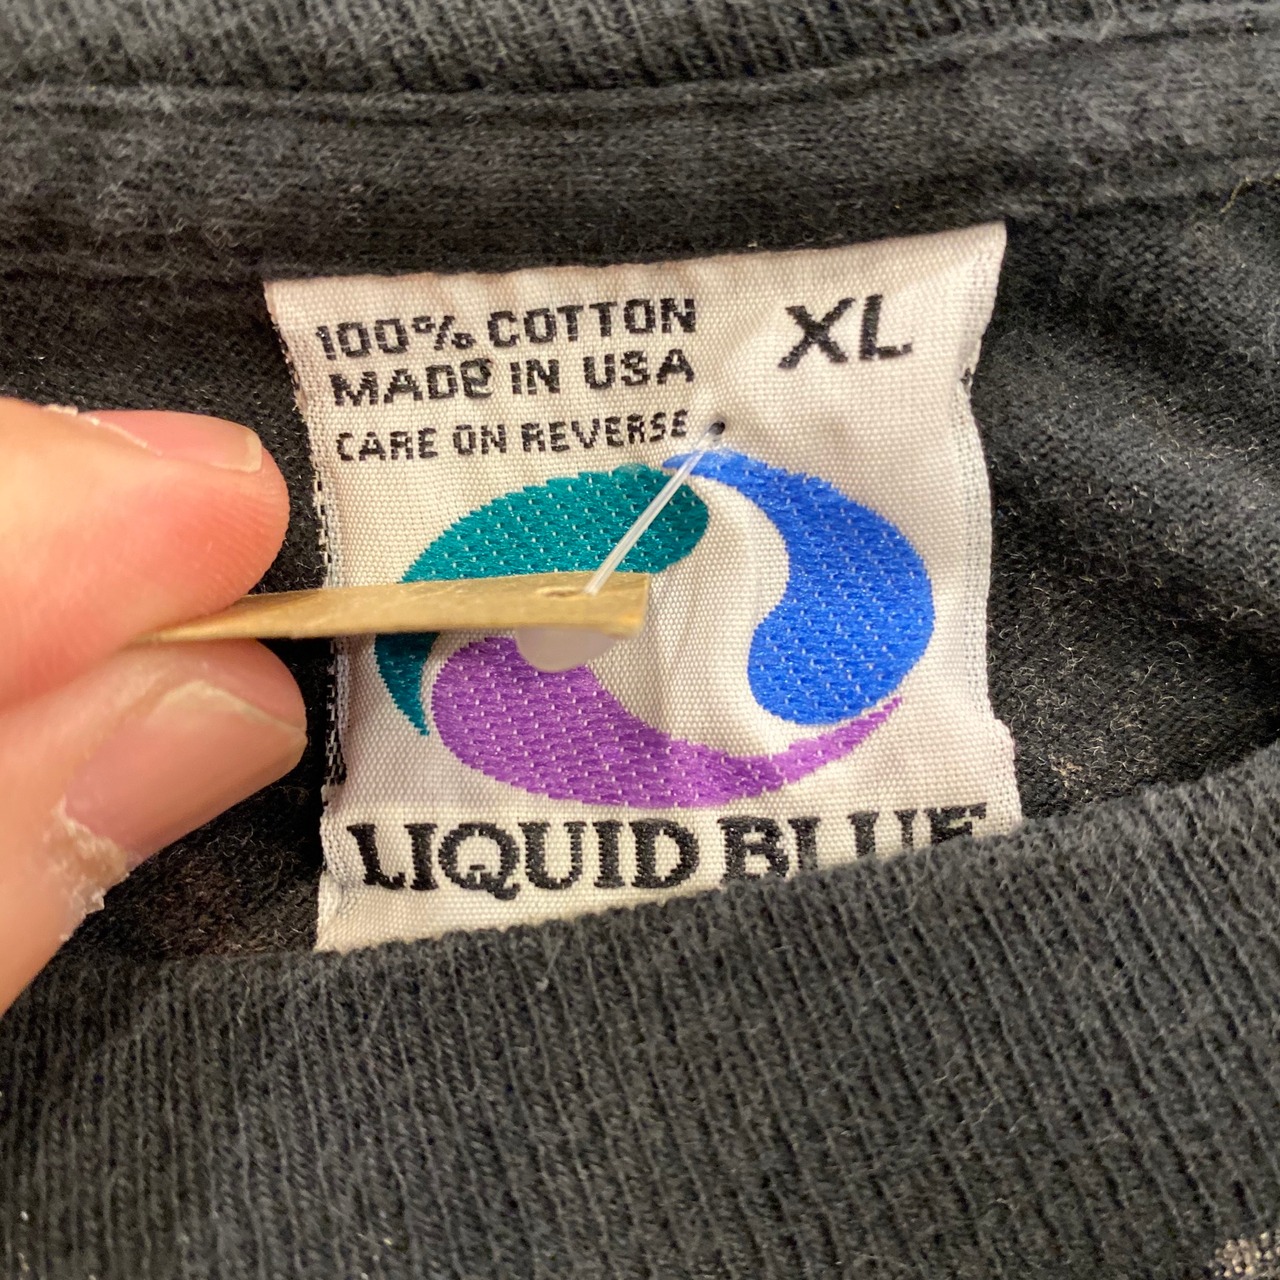 100% COTTON
MADE IN USA
CARE ON REVERSE
XL
LIQUID BLUE